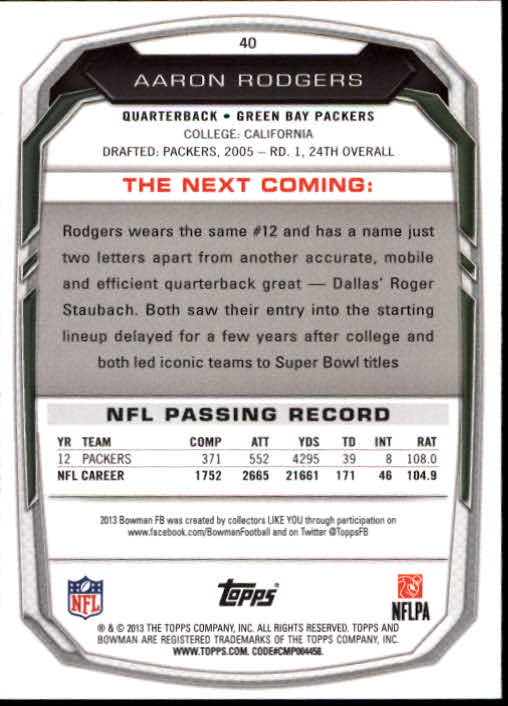 40
AARON RODGERS
QUARTERBACK • GREEN BAY PACKERS
COLLEGE: CALIFORNIA
DRAFTED: PACKERS, 2005 – RD. 1, 24TH OVERALL
THE NEXT COMING:
Rodgers wears the same #12 and has a name just
two letters apart from another accurate, mobile
and efficient quarterback great — Dallas' Roger
Staubach. Both saw their entry into the starting
lineup delayed for a few years after college and
both led iconic teams to Super Bowl titles
NFL PASSING RECORD
YR TEAM COMP ATT YDS TD INT RAT
12 PACKERS 371 552 4295 39 8 108.0
NFL CAREER 1752 2665 21661 171 46 104.9
2013 Bowman FB was created by collectors LIKE YOU through participation on
www.facebook.com/BowmanFootball and on Twitter @ToppsFB
NFL Topps NFLPA
® & © 2013 THE TOPPS COMPANY, INC. ALL RIGHTS RESERVED. TOPPS AND
BOWMAN ARE REGISTERED TRADEMARKS OF THE TOPPS COMPANY, INC.
WWW.TOPPS.COM. CODE#CMP004458.